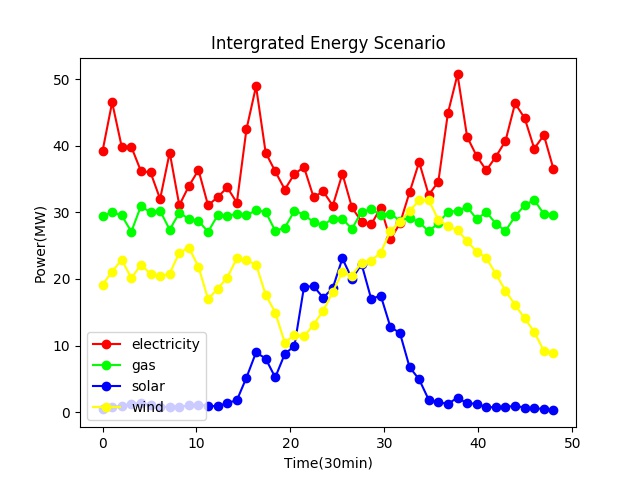 Intergrated Energy Scenario
Power(MW)
50
40
30
20
10
0
electricity
gas
solar
wind
0 10 20 30 40 50
Time(30min)